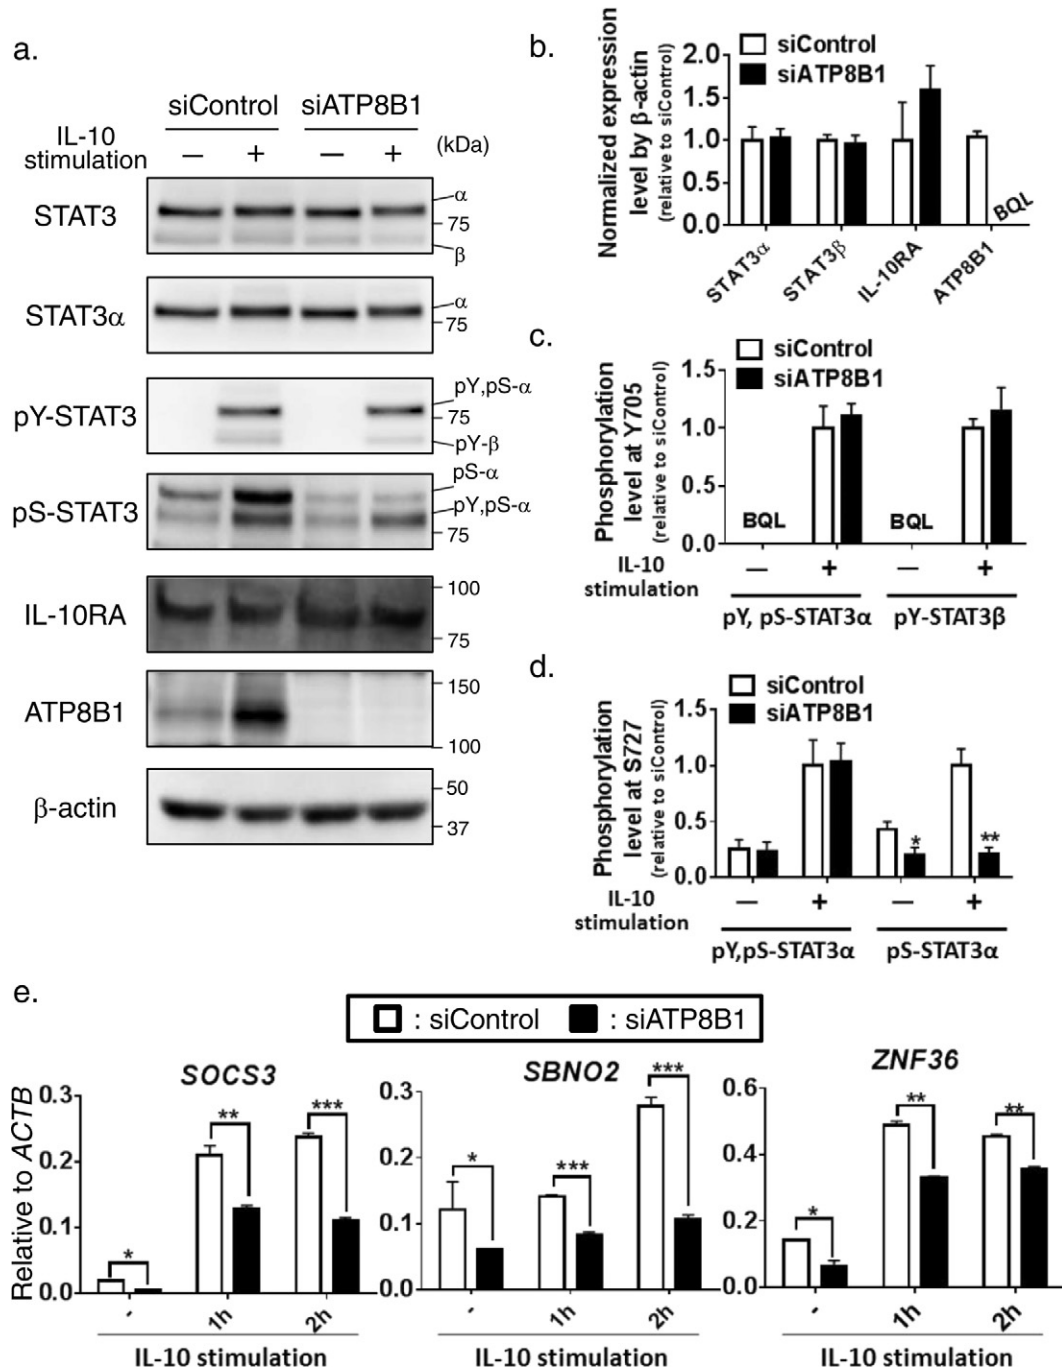 a.
siControl siATP8B1
IL-10
stimulation — + — + (kDa)
STAT3
α
75
β
STAT3α
α
75
pY-STAT3
pY,pS-α
75
pY-β
pS-STAT3
pS-α
pY,pS-α
75
IL-10RA
100
75
ATP8B1
150
100
β-actin
50
37
b.
siControl
siATP8B1
Normalized expression
level by β-actin
(relative to siControl)
2.0
1.5
1.0
0.5
0.0
BQL
STAT3α STAT3β IL-10RA ATP8B1
c.
siControl
siATP8B1
Phosphorylation
level at Y705
(relative to siControl)
1.5
1.0
0.5
0.0
BQL BQL
IL-10
stimulation
— + — +
pY, pS-STAT3α pY-STAT3β
d.
siControl
siATP8B1
Phosphorylation
level at S727
(relative to siControl)
1.5
1.0
0.5
0.0
* **
IL-10
stimulation
— + — +
pY,pS-STAT3α pS-STAT3α
e.
: siControl : siATP8B1
Relative to ACTB
SOCS3
0.3
0.2
0.1
0.0
* ** ***
- 1h 2h
IL-10 stimulation
SBNO2
0.3
0.2
0.1
0.0
* *** ***
- 1h 2h
IL-10 stimulation
ZNF36
0.6
0.4
0.2
0.0
* ** **
- 1h 2h
IL-10 stimulation